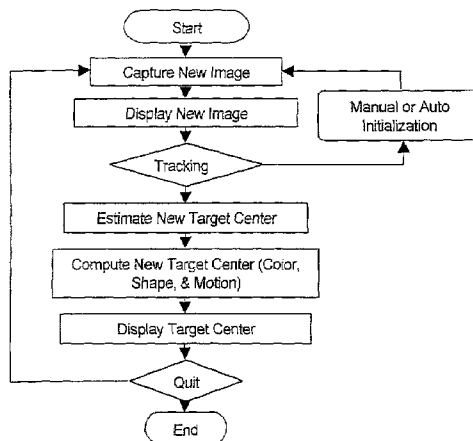 Start
Capture New Image
Display New Image
Manual or Auto
Initialization
Tracking
Estimate New Target Center
Compute New Target Center (Color,
Shape, & Motion)
Display Target Center
Quit
End